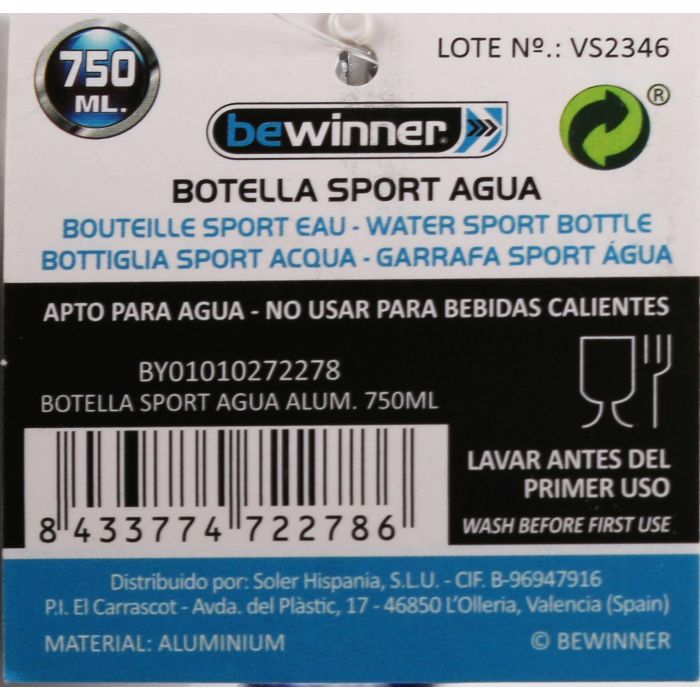 750
ML.
LOTE Nº.: VS2346
bewinner
®
BOTELLA SPORT AGUA
BOUTEILLE SPORT EAU - WATER SPORT BOTTLE
BOTTIGLIA SPORT ACQUA - GARRAFA SPORT ÁGUA
APTO PARA AGUA - NO USAR PARA BEBIDAS CALIENTES
BY01010272278
BOTELLA SPORT AGUA ALUM. 750ML
8 433774 722786
LAVAR ANTES DEL
PRIMER USO
WASH BEFORE FIRST USE
Distribuido por: Soler Hispania, S.L.U. - CIF. B-96947916
P.I. El Carrascot - Avda. del Plàstic, 17 - 46850 L'Olleria, Valencia (Spain)
MATERIAL: ALUMINIUM
© BEWINNER